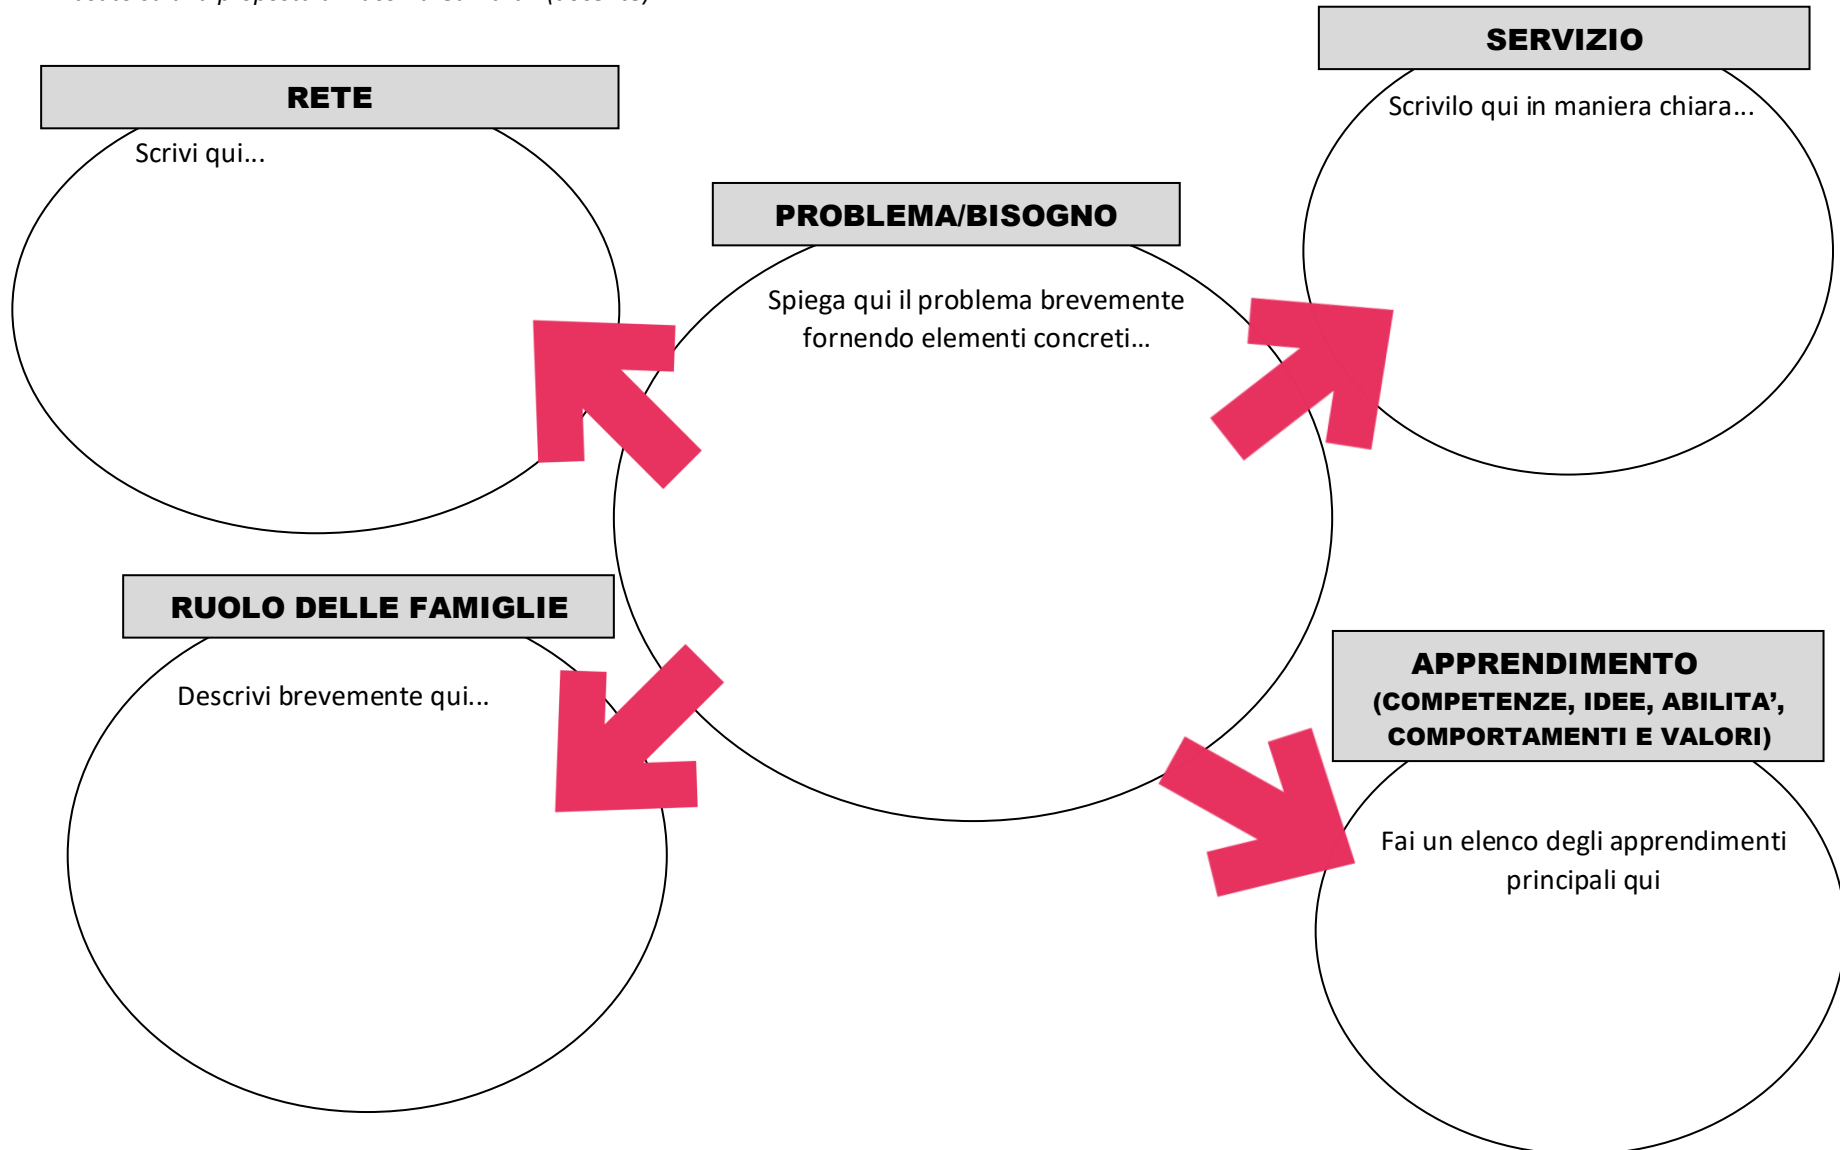 RETE
Scrivi qui...
SERVIZIO
Scrivilo qui in maniera chiara...
PROBLEMA/BISOGNO
Spiega qui il problema brevemente
fornendo elementi concreti...
RUOLO DELLE FAMIGLIE
Descrivi brevemente qui...
APPRENDIMENTO
(COMPETENZE, IDEE, ABILITA’,
COMPORTAMENTI E VALORI)
Fai un elenco degli apprendimenti
principali qui